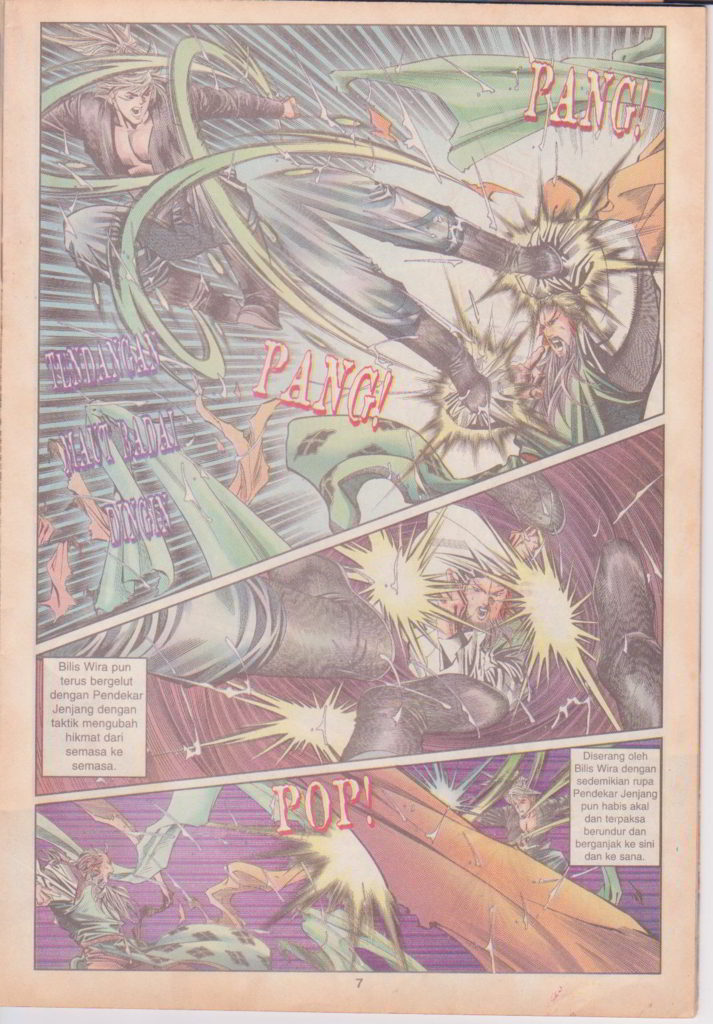 PANG!
PANG!
TENDANGAN
MAUT BADAI
DINGIN
Bilis Wira pun
terus bergelut
dengan Pendekar
Jenjang dengan
taktik mengubah
hikmat dari
semasa ke
semasa.
Diserang oleh
Bilis Wira dengan
sedemikian rupa
Pendekar Jenjang
pun habis akal
dan terpaksa
berundur dan
berganjak ke sini
dan ke sana.
POP!
7